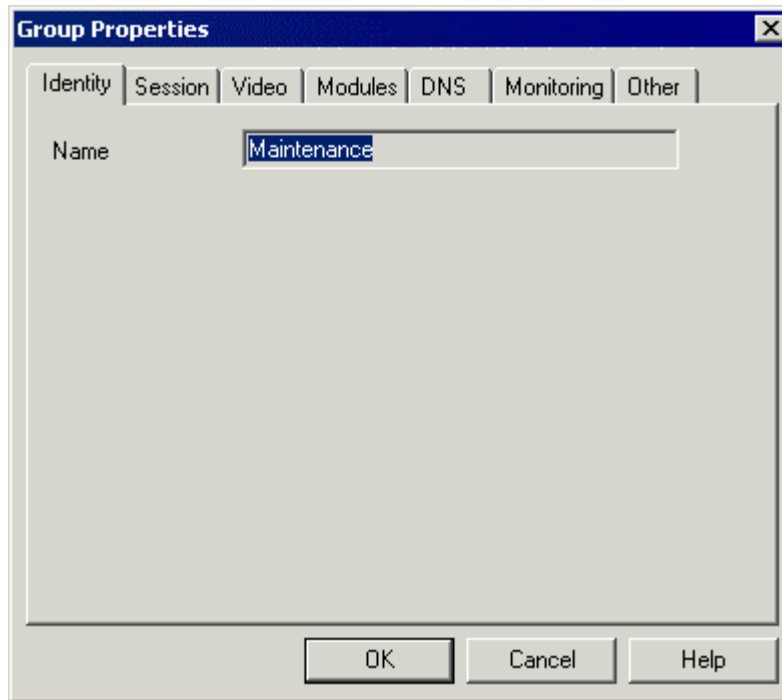 Group Properties
Identity Session Video Modules DNS Monitoring Other
Name Maintenance
OK Cancel Help